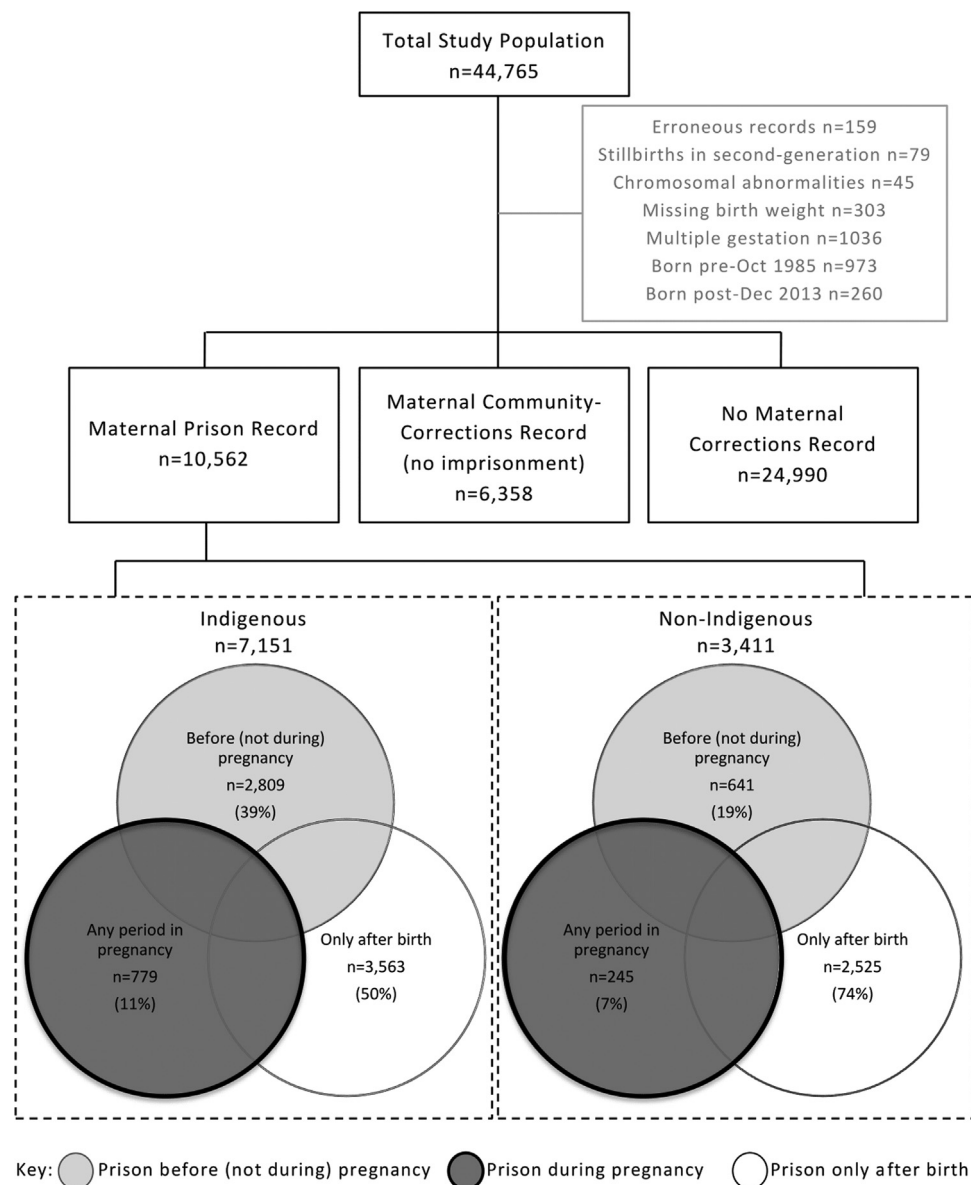 Total Study Population
n=44,765
Erroneous records n=159
Stillbirths in second-generation n=79
Chromosomal abnormalities n=45
Missing birth weight n=303
Multiple gestation n=1036
Born pre-Oct 1985 n=973
Born post-Dec 2013 n=260
Maternal Prison Record
n=10,562
Maternal Community-
Corrections Record
(no imprisonment)
n=6,358
No Maternal
Corrections Record
n=24,990
Indigenous
n=7,151
Before (not during)
pregnancy
n=2,809
(39%)
Any period in
pregnancy
n=779
(11%)
Only after birth
n=3,563
(50%)
Non-Indigenous
n=3,411
Before (not during)
pregnancy
n=641
(19%)
Any period in
pregnancy
n=245
(7%)
Only after birth
n=2,525
(74%)
Key: Prison before (not during) pregnancy Prison during pregnancy Prison only after birth